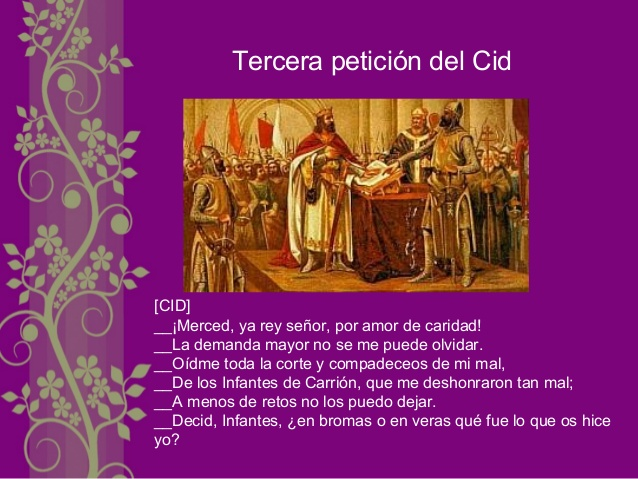 Tercera petición del Cid
[CID]
__¡Merced, ya rey señor, por amor de caridad!
__La demanda mayor no se me puede olvidar.
__Oídme toda la corte y compadeceos de mi mal,
__De los Infantes de Carrión, que me deshonraron tan mal;
__A menos de retos no los puedo dejar.
__Decid, Infantes, ¿en bromas o en veras qué fue lo que os hice
yo?